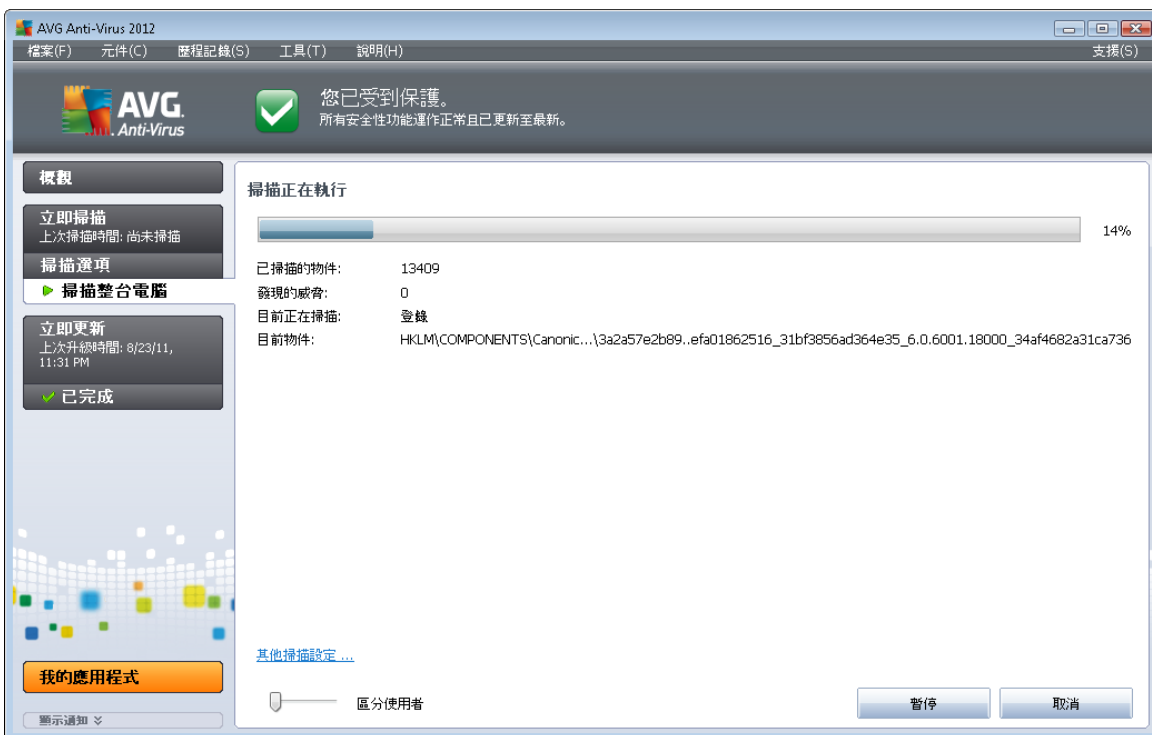 AVG Anti-Virus 2012
檔案(F) 元件(C) 歷程記錄(S) 工具(T) 說明(H) 支援(S)
AVG.
Anti-Virus
您已受到保護。
所有安全性功能運作正常且已更新至最新。
概觀
立即掃描
上次掃描時間: 尚未掃描
掃描選項
掃描整台電腦
立即更新
上次升級時間: 8/23/11,
11:31 PM
已完成
我的應用程式
顯示通知
掃描正在執行
14%
已掃描的物件: 13409
發現的威脅: 0
目前正在掃描: 登錄
目前物件: HKLM\COMPONENTS\Canonic...\3a2a57e2b89..efa01862516_31bf3856ad364e35_6.0.6001.18000_34af4682a31ca736
其他掃描設定 ...
區分使用者
暫停
取消